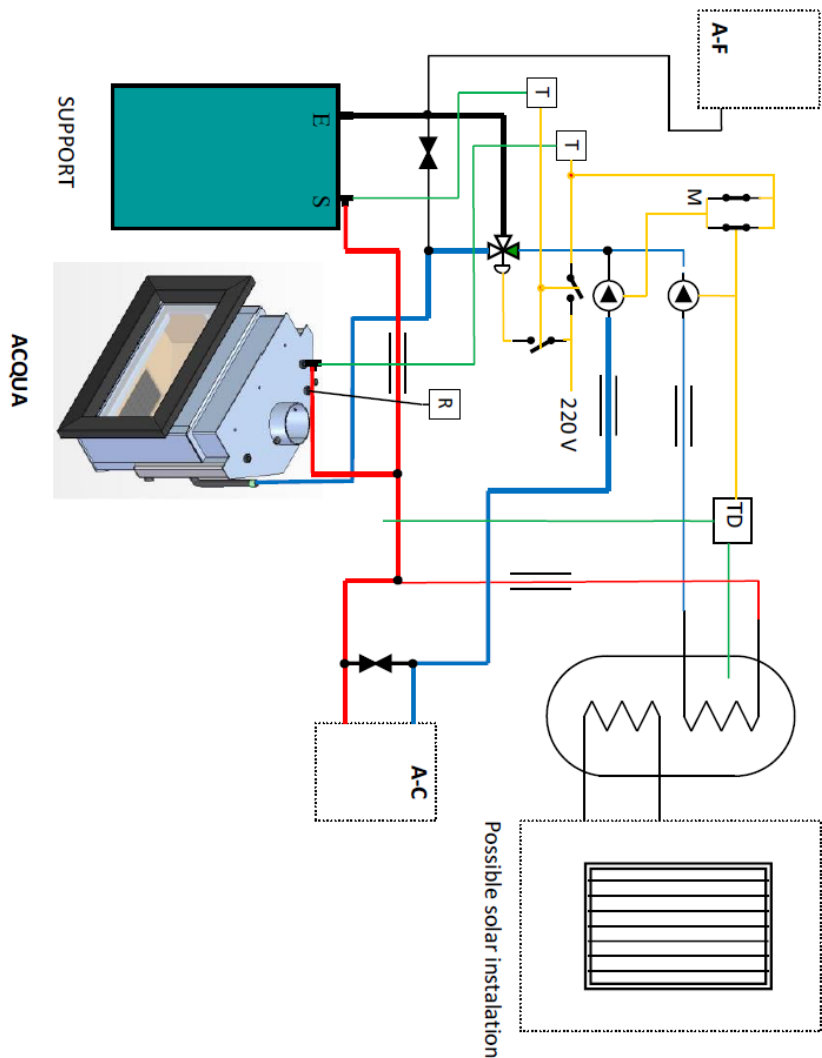 A-F
SUPPORT
E
S
T
T
M
ACQUA
R
220 V
TD
A-C
Possible solar instalation